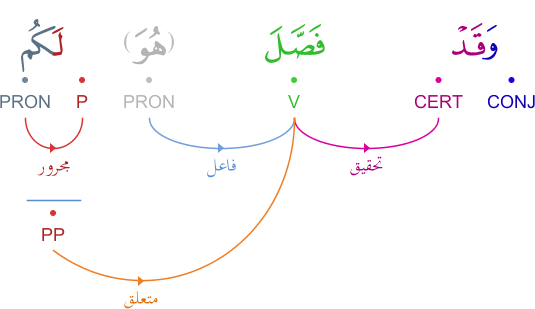 وَقَدْ فَصَّلَ (هُوَ) لَكُم
CONJ CERT V PRON P PRON
تحقيق فاعل مجرور
PP
متعلق